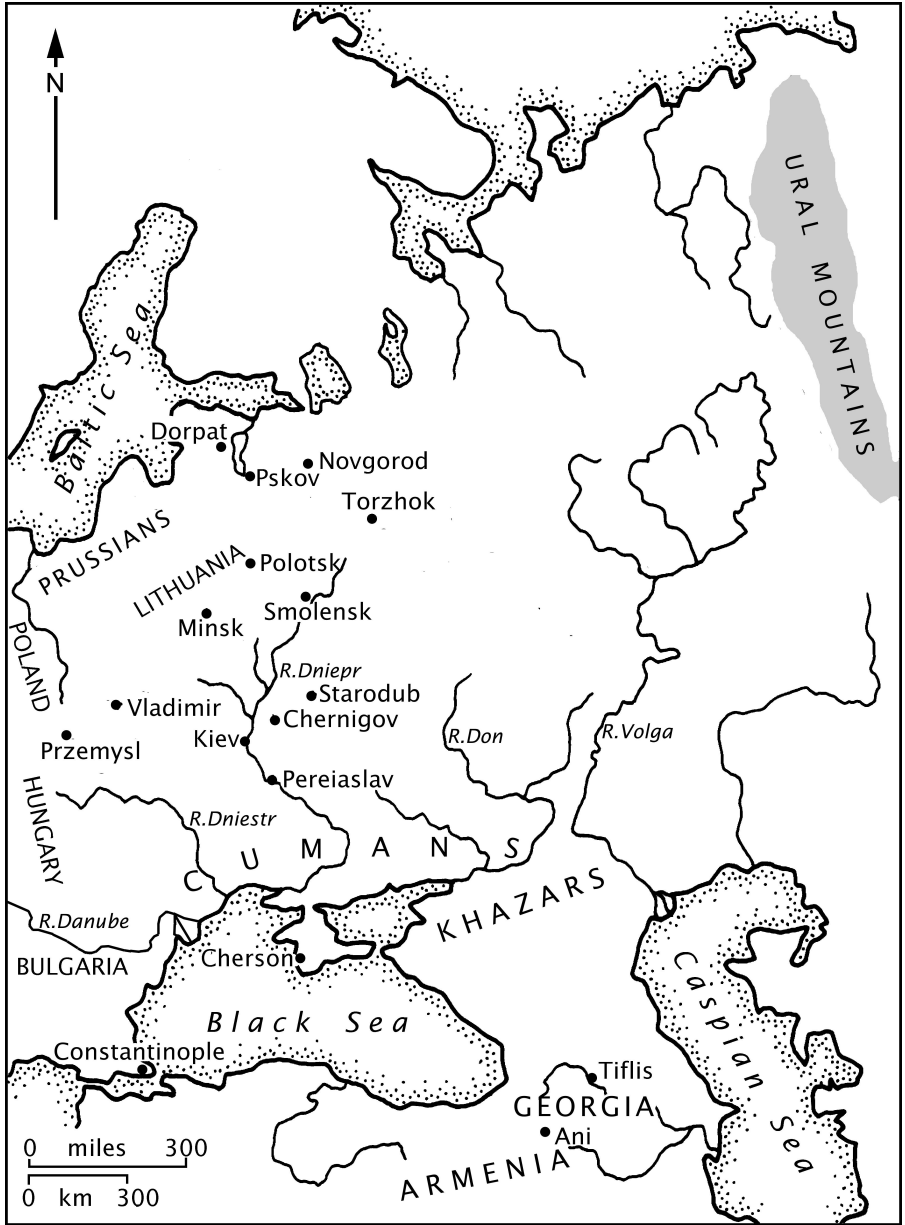 N
URAL MOUNTAINS
Baltic Sea
Dorpat
Novgorod
Pskov
Torzhok
PRUSSIANS
LITHUANIA
Polotsk
Smolensk
Minsk
POLAND
R.Dniepr
Starodub
Vladimir
Chernigov
Kiev
R.Don
R.Volga
Przemysl
Pereiaslav
HUNGARY
R.Dniestr
CUMANS
KHAZARS
R.Danube
BULGARIA
Cherson
Caspian Sea
Black Sea
Constantinople
Tiflis
GEORGIA
Ani
ARMENIA
0 miles 300
0 km 300